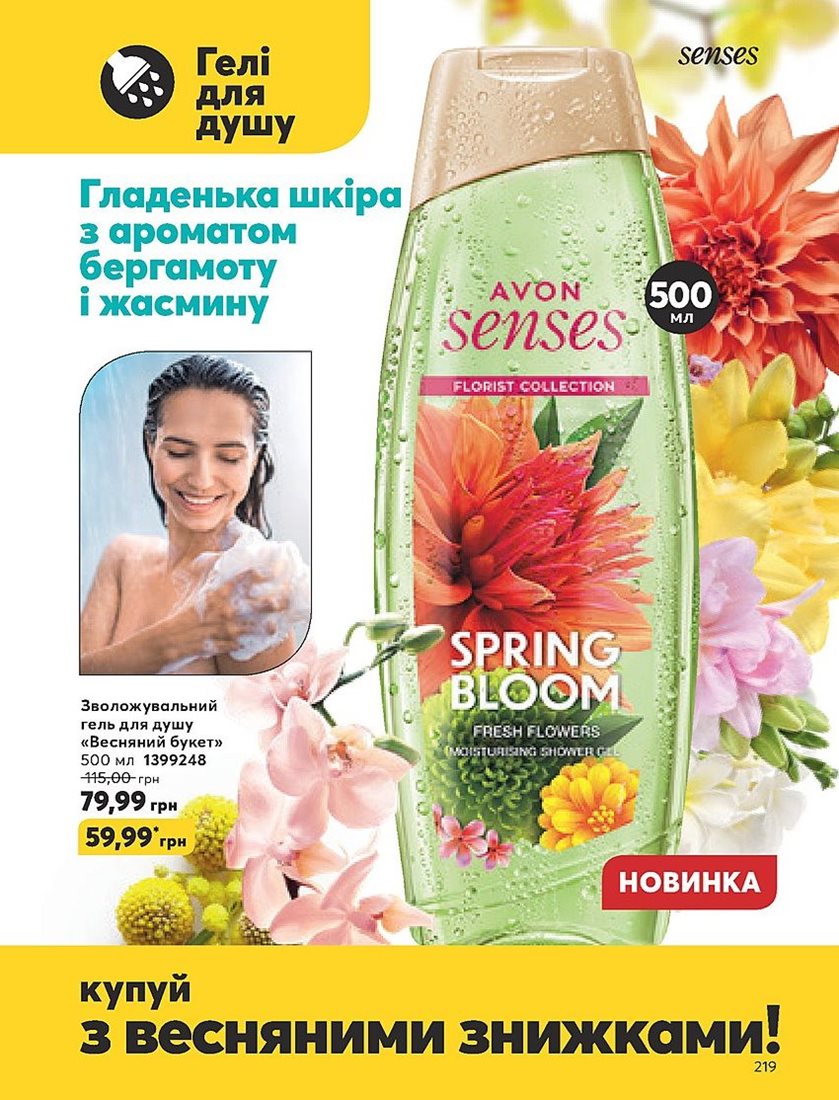 Гелі
для
душу
senses
Гладенька шкіра
з ароматом
бергамоту
і жасмину
500
мл
AVON
senses
FLORIST COLLECTION
SPRING
BLOOM
FRESH FLOWERS
MOISTURISING SHOWER GEL
Зволожувальний
гель для душу
«Весняний букет»
500 мл 1399248
115,00 грн
79,99 грн
59,99* грн
НОВИНКА
купуй
з весняними знижками!
219